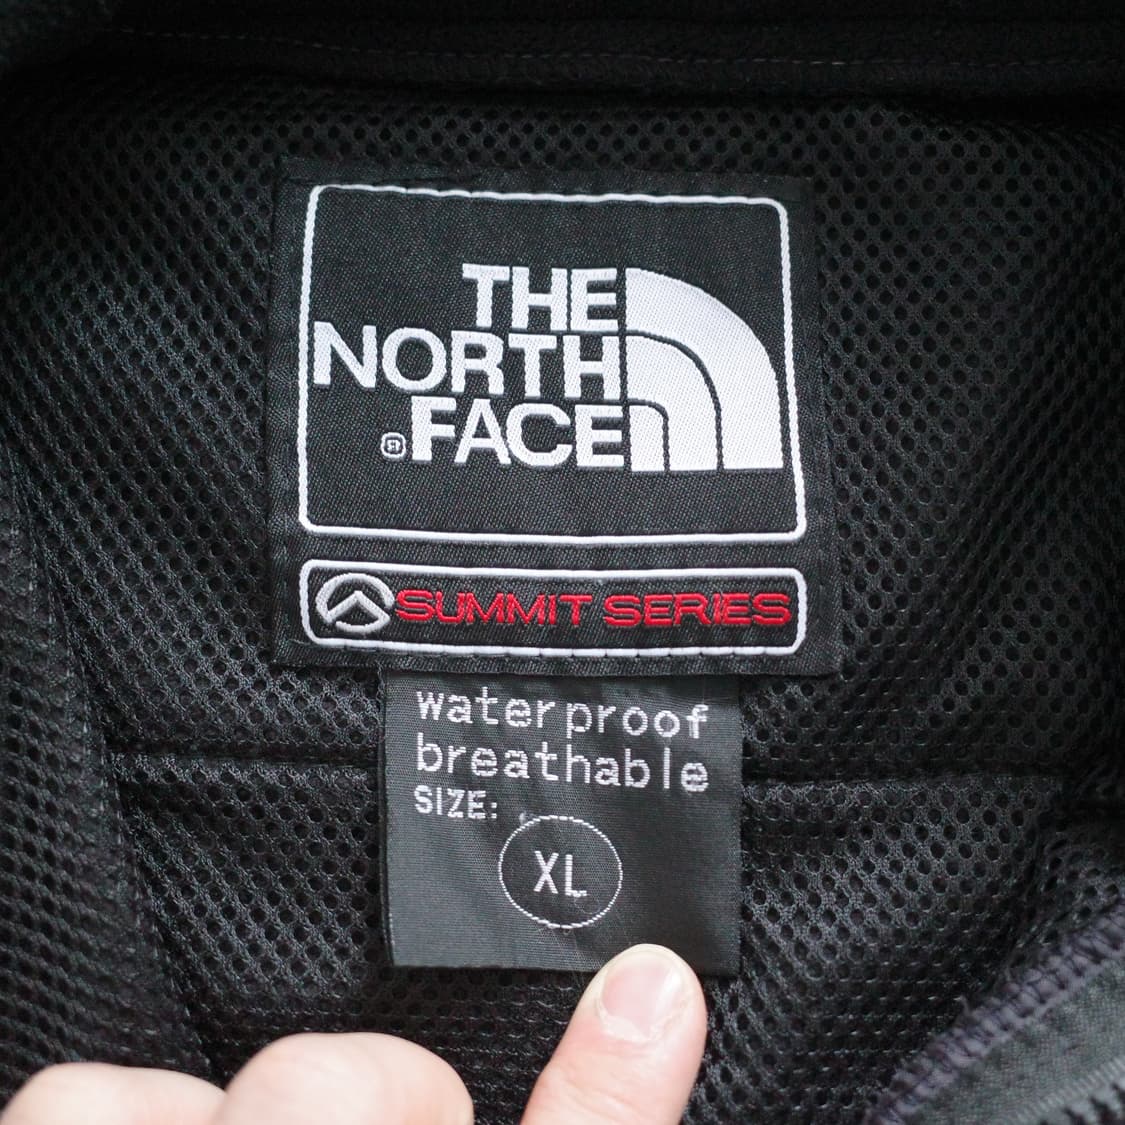 THE
NORTH
®FACE
SUMMIT SERIES
waterproof
breathable
SIZE:
XL